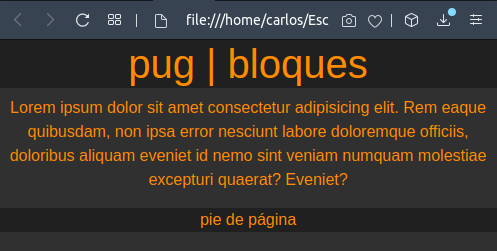 file:///home/carlos/Esc
pug | bloques
Lorem ipsum dolor sit amet consectetur adipisicing elit. Rem eaque
quibusdam, non ipsa error nesciunt labore doloremque officiis,
doloribus aliquam eveniet id nemo sint veniam numquam molestiae
excepturi quaerat? Eveniet?
pie de página